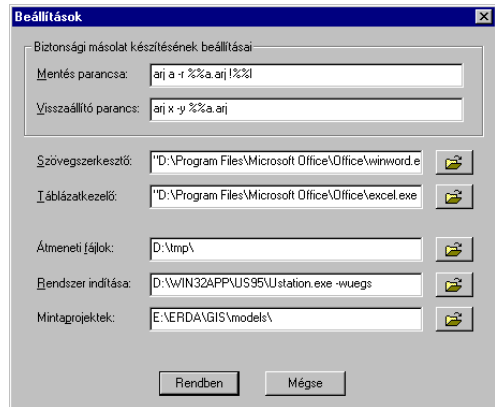 Beállítások
Biztonsági másolat készítésének beállításai
Mentés parancsa: arj a -r %%a.arj !%%l
Visszaállító parancs: arj x -y %%a.arj
Szövegszerkesztő: "D:\Program Files\Microsoft Office\Office\winword.e
Táblázatkezelő: "D:\Program Files\Microsoft Office\Office\excel.exe
Átmeneti fájlok: D:\tmp\
Rendszer indítása: D:\WIN32APP\US95\Ustation.exe -wuegs
Mintaprojektek: E:\ERDA\GIS\models\
Rendben Mégse